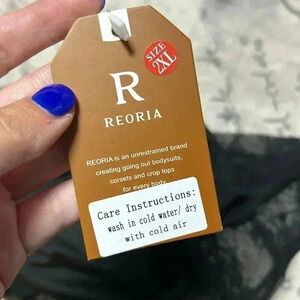 SIZE
2XL
R
REORIA
REORIA is an unrestrained brand
creating going out bodysuits,
corsets and crop tops
for every body.
Care Instructions:
wash in cold water/ dry
with cold air